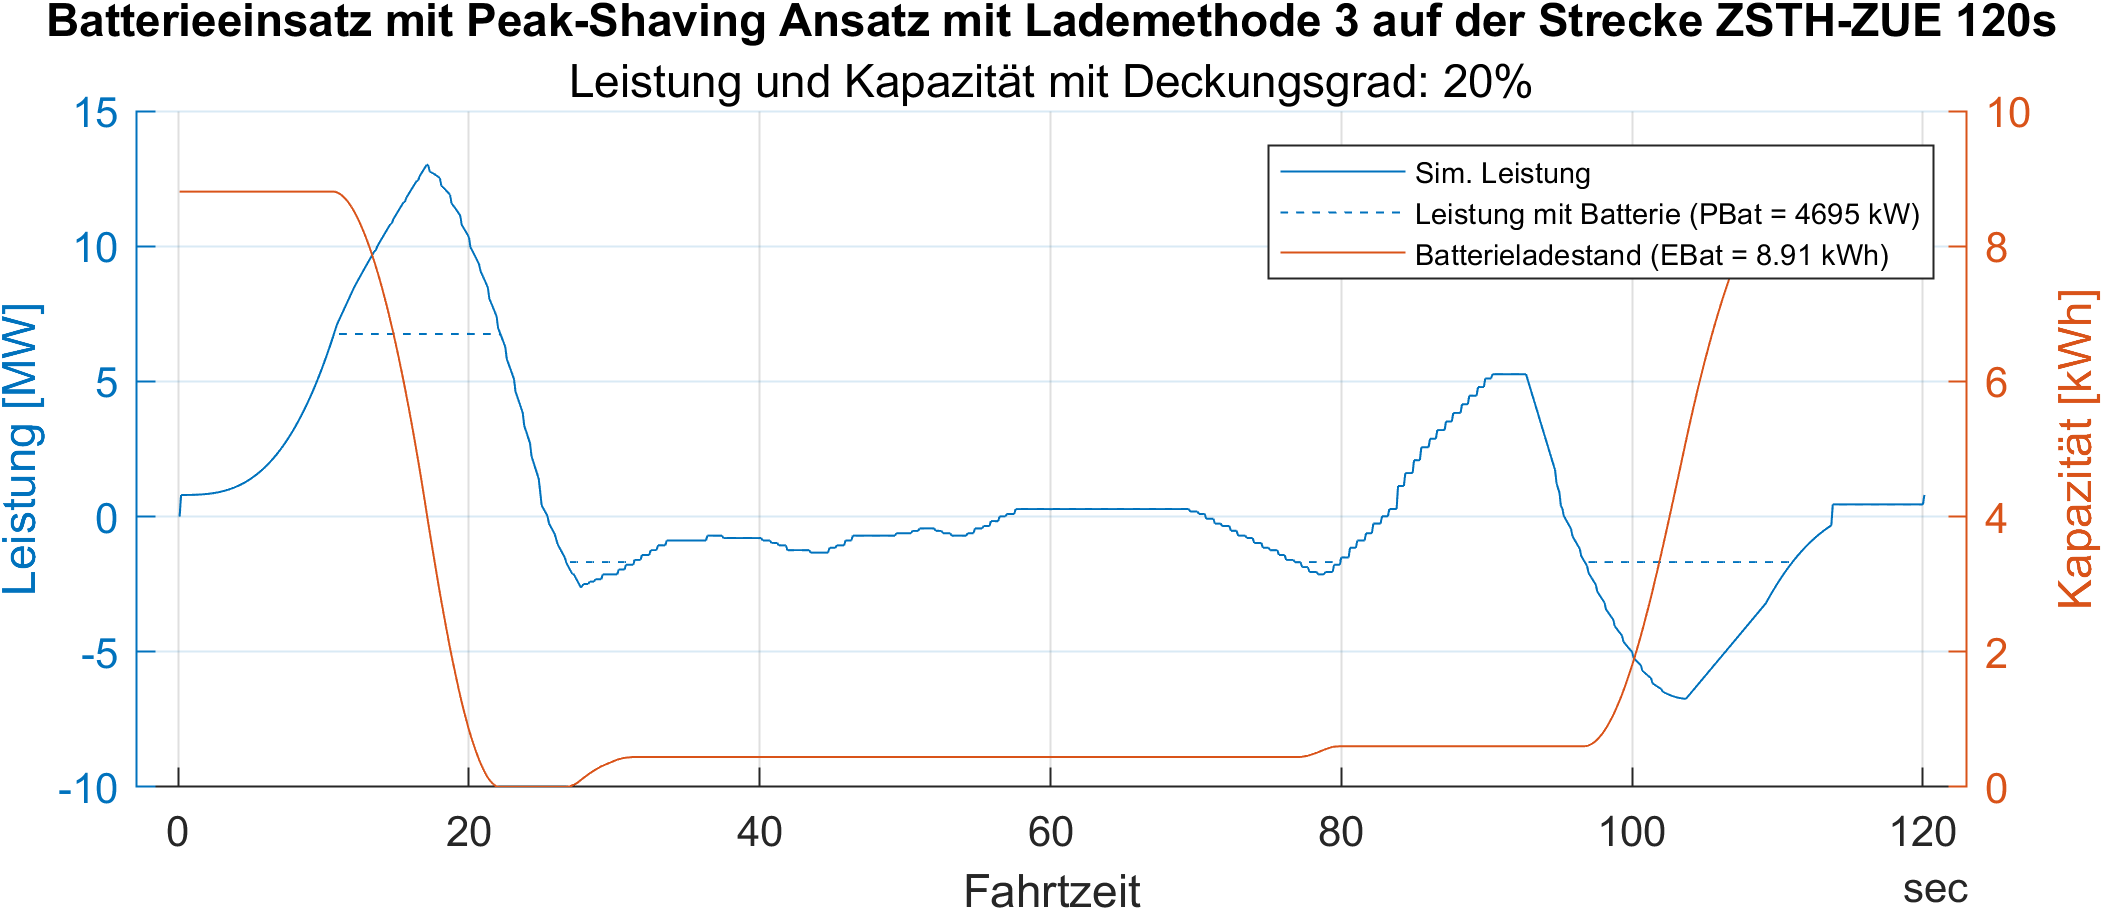 Batterieeinsatz mit Peak-Shaving Ansatz mit Lademethode 3 auf der Strecke ZSTH-ZUE 120s
Leistung und Kapazität mit Deckungsgrad: 20%
Leistung [MW]
15
10
5
0
-5
-10
Sim. Leistung
Leistung mit Batterie (PBat = 4695 kW)
Batterieladestand (EBat = 8.91 kWh)
10
8
6
4
2
0
Kapazität [kWh]
0 20 40 60 80 100 120
Fahrtzeit
sec